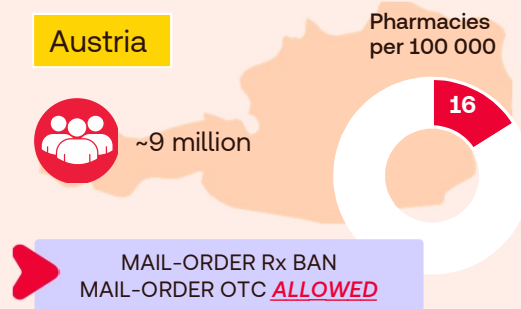 Austria
Pharmacies
per 100 000
16
~9 million
MAIL-ORDER Rx BAN
MAIL-ORDER OTC ALLOWED